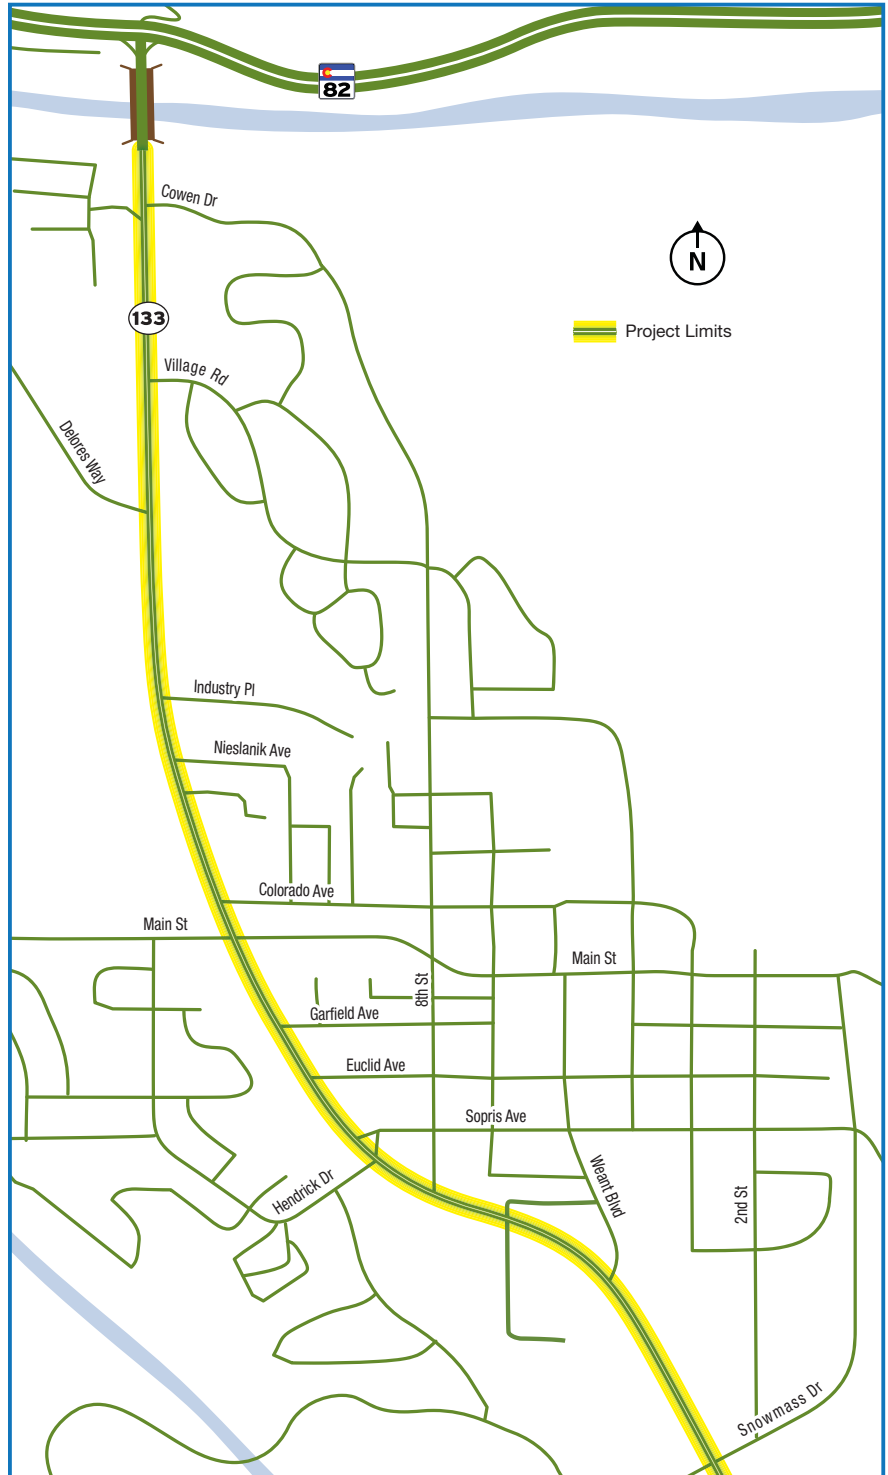 82
Cowen Dr
N
133
Project Limits
Village Rd
Delores Way
Industry Pl
Nieslanik Ave
Colorado Ave
Main St
Main St
8th St
Garfield Ave
Euclid Ave
Sopris Ave
Weant Blvd
Hendrick Dr
2nd St
Snowmass Dr